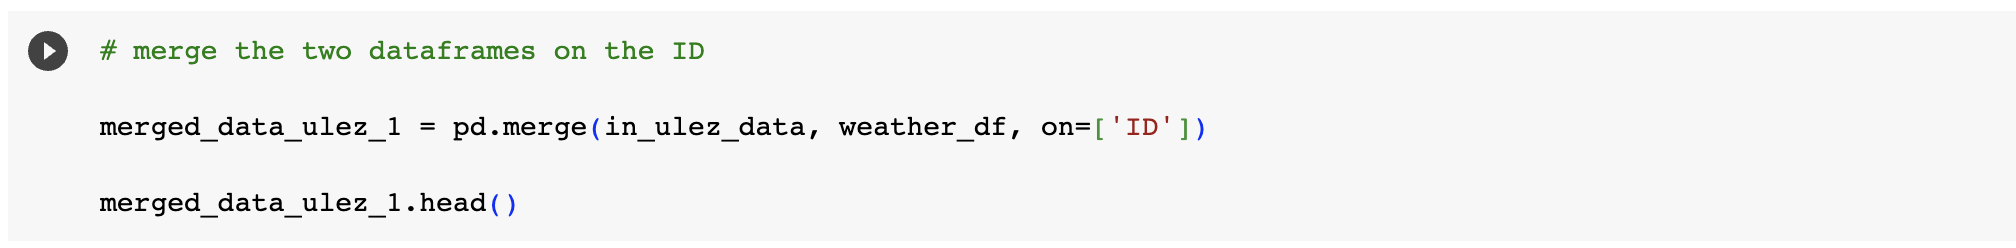 # merge the two dataframes on the ID
merged_data_ulez_1 = pd.merge(in_ulez_data, weather_df, on=['ID'])
merged_data_ulez_1.head()